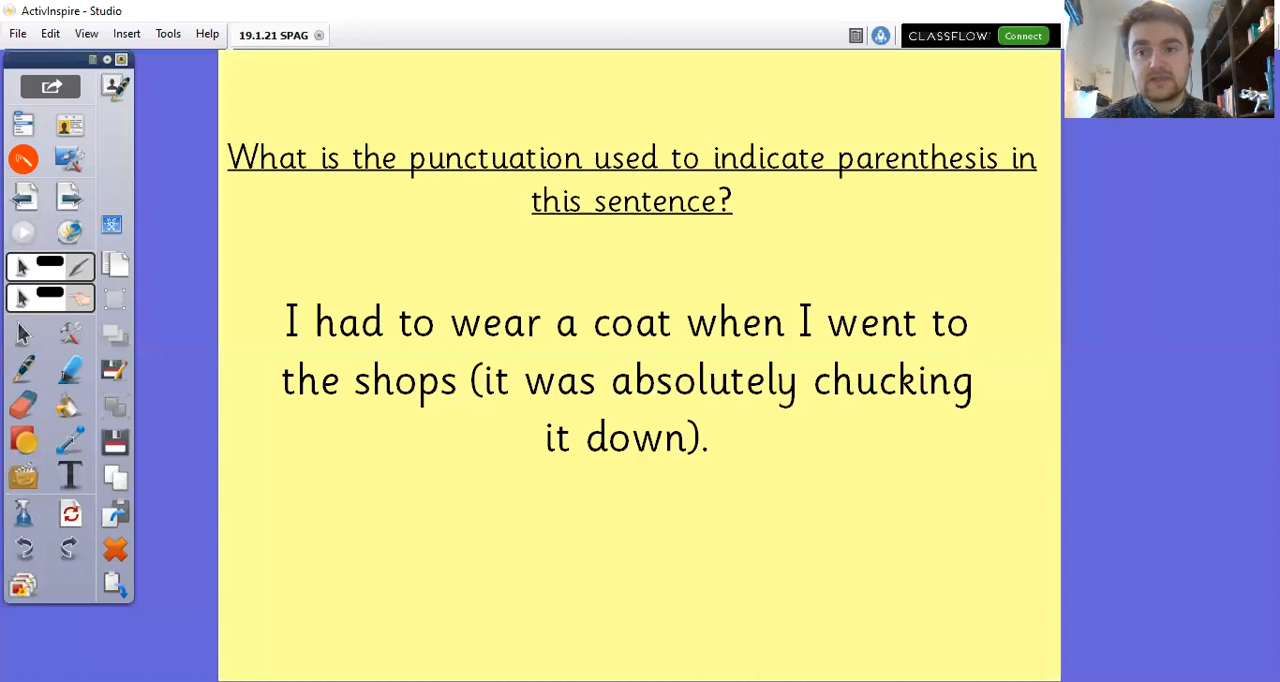 ActivInspire - Studio
File Edit View Insert Tools Help
19.1.21 SPAG
CLASSFLOW Connect
What is the punctuation used to indicate parenthesis in
this sentence?
I had to wear a coat when I went to
the shops (it was absolutely chucking
it down).